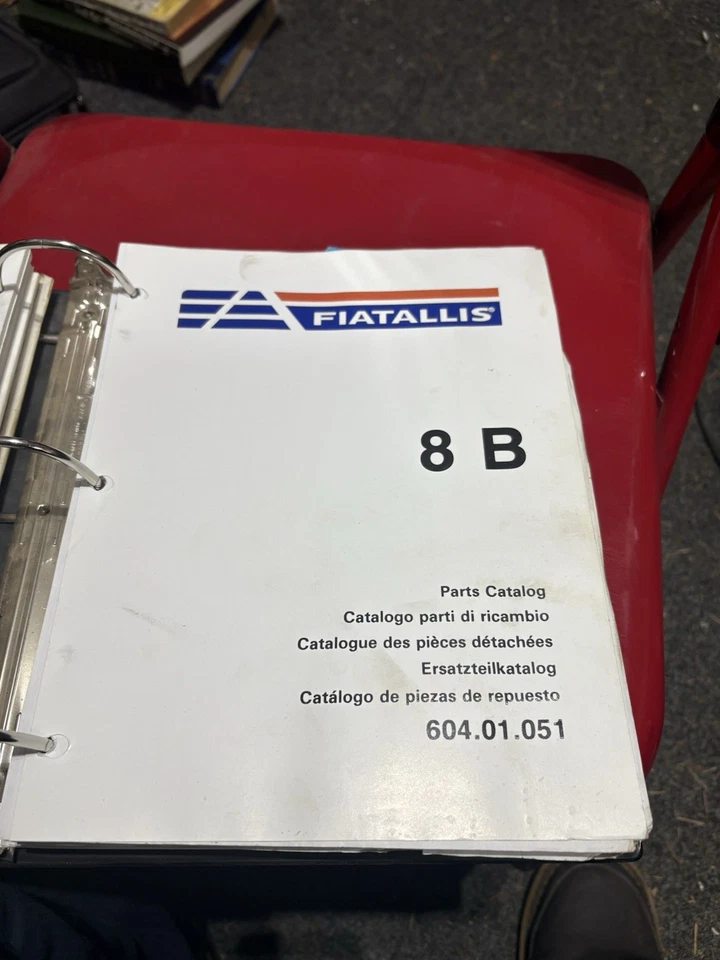 FIATALLIS
8 B
Parts Catalog
Catalogo parti di ricambio
Catalogue des pièces détachées
Ersatzteilkatalog
Catálogo de piezas de repuesto
604.01.051